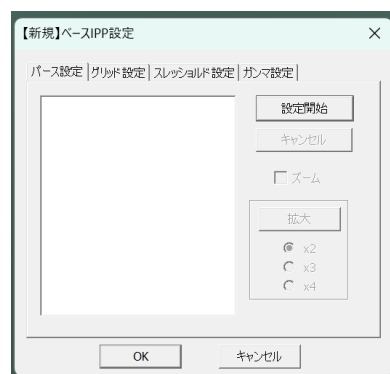 【新規】ベースIPP設定
パース設定 グリッド設定 スレッショルド設定 ガンマ設定
設定開始
キャンセル
ズーム
拡大
x2
x3
x4
OK キャンセル